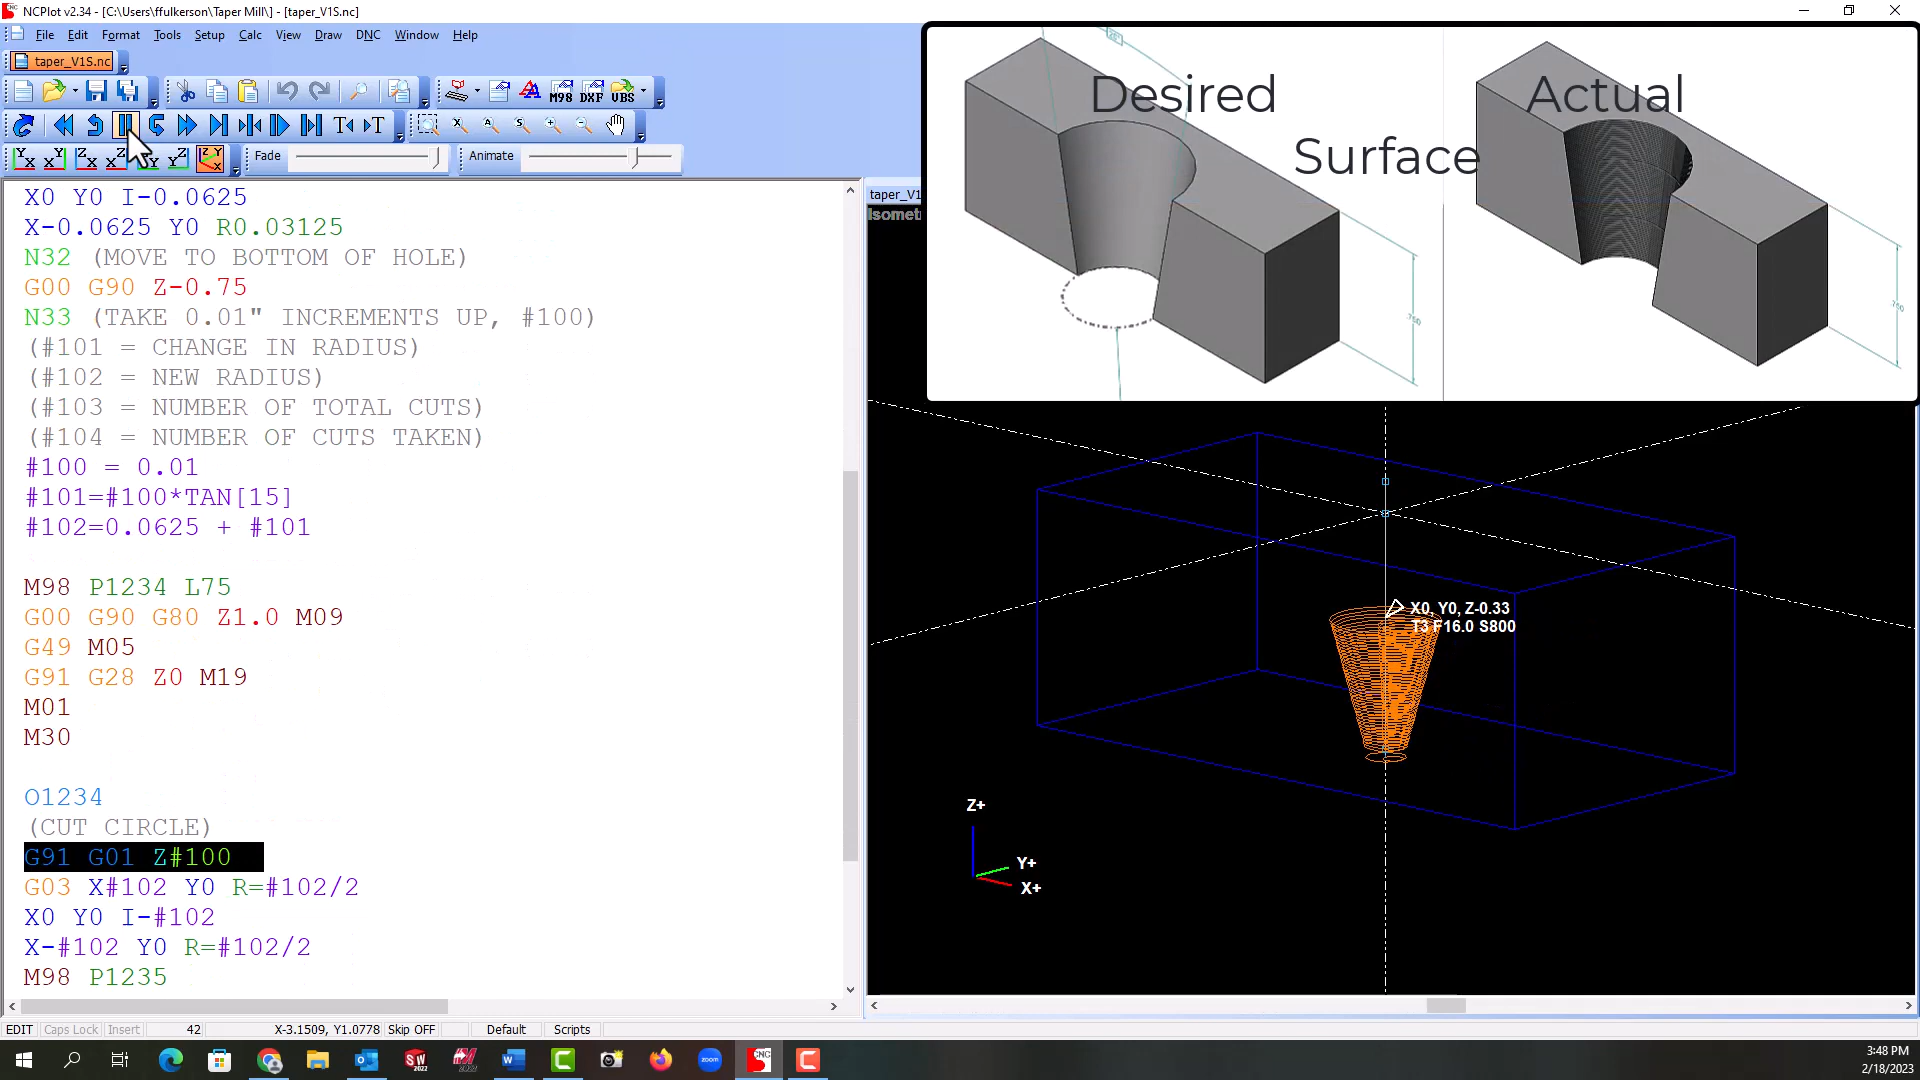 NCPlot v2.34 - [C:\Users\ffulkerson\Taper Mill\] - [taper_V1S.nc]
File Edit Format Tools Setup Calc View Draw DNC Window Help
taper_V1S.nc
M98 DXF VBS
Fade
Animate
Desired
Actual
Surface
.750
X0 Y0 I-0.0625
X-0.0625 Y0 R0.03125
N32 (MOVE TO BOTTOM OF HOLE)
G00 G90 Z-0.75
N33 (TAKE 0.01" INCREMENTS UP, #100)
(#101 = CHANGE IN RADIUS)
(#102 = NEW RADIUS)
(#103 = NUMBER OF TOTAL CUTS)
(#104 = NUMBER OF CUTS TAKEN)
#100 = 0.01
#101=#100*TAN[15]
#102=0.0625 + #101
M98 P1234 L75
G00 G90 G80 Z1.0 M09
G49 M05
G91 G28 Z0 M19
M01
M30
O1234
(CUT CIRCLE)
G91 G01 Z#100
G03 X#102 Y0 R=#102/2
X0 Y0 I-#102
X-#102 Y0 R=#102/2
M98 P1235
taper_V1
Isomet
X0, Y0, Z-0.33
T3 F16.0 S800
Z+
Y+
X+
EDIT Caps Lock Insert 42 X-3.1509, Y1.0778 Skip OFF Default Scripts
3:48 PM
2/18/2023